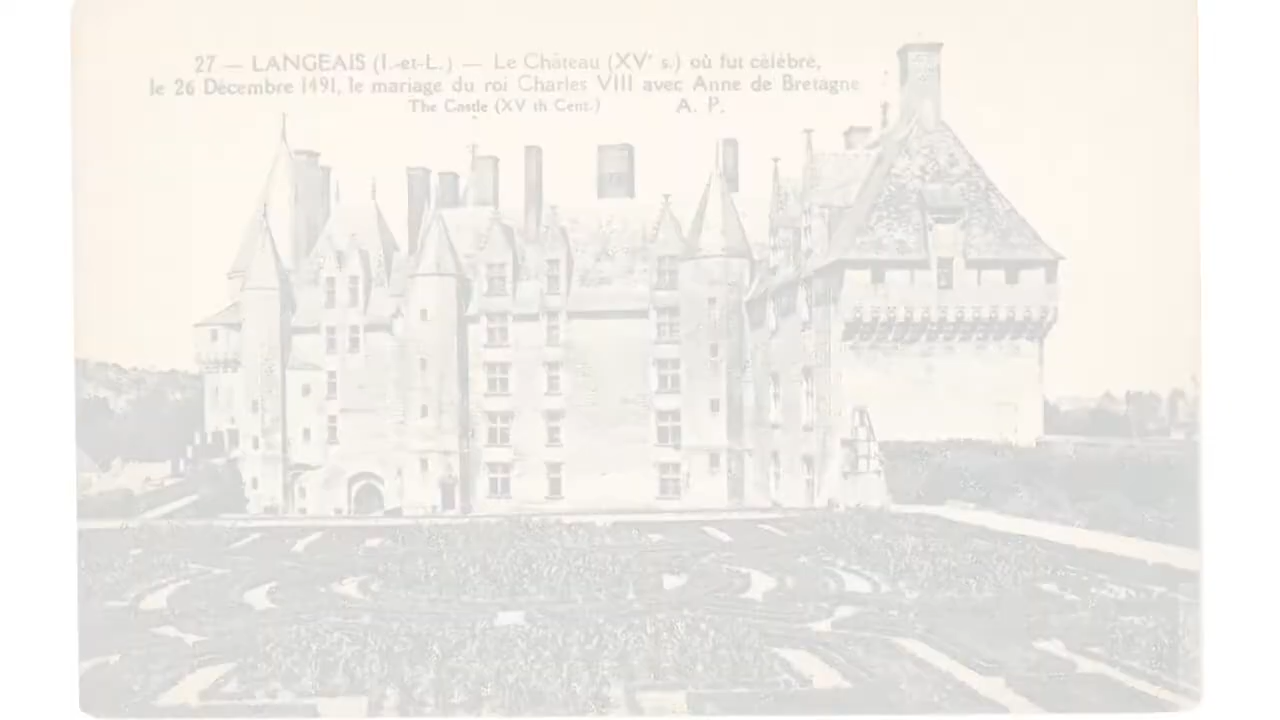 27 — LANGEAIS (I.-et-L.) — Le Château (XVᵉ s.) où fut célébré,
le 26 Décembre 1491, le mariage du roi Charles VIII avec Anne de Bretagne
The Castle (XV th Cent.) A. P.